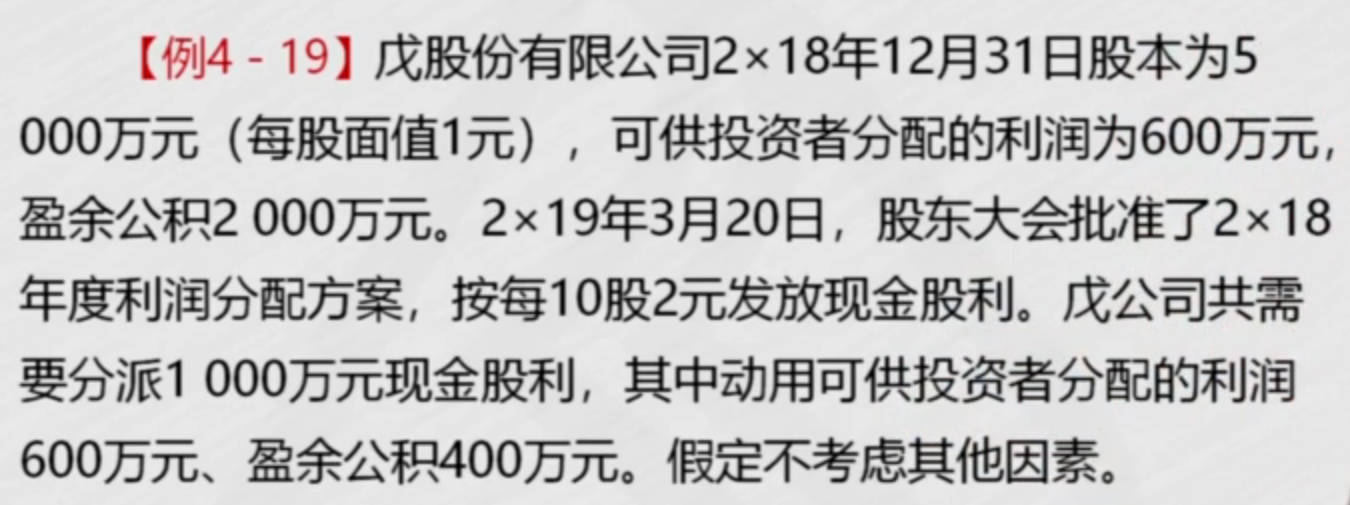 【例4-19】戊股份有限公司2×18年12月31日股本为5
000万元（每股面值1元），可供投资者分配的利润为600万元，
盈余公积2 000万元。2×19年3月20日，股东大会批准了2×18
年度利润分配方案，按每10股2元发放现金股利。戊公司共需
要分派1 000万元现金股利，其中动用可供投资者分配的利润
600万元、盈余公积400万元。假定不考虑其他因素。